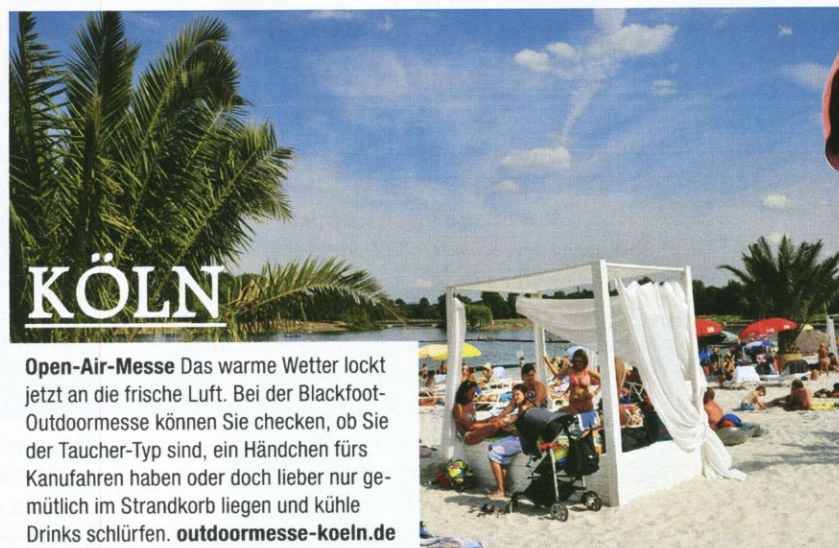 KÖLN
Open-Air-Messe Das warme Wetter lockt
jetzt an die frische Luft. Bei der Blackfoot-
Outdoormesse können Sie checken, ob Sie
der Taucher-Typ sind, ein Händchen fürs
Kanufahren haben oder doch lieber nur ge-
mütlich im Strandkorb liegen und kühle
Drinks schlürfen. outdoormesse-koeln.de